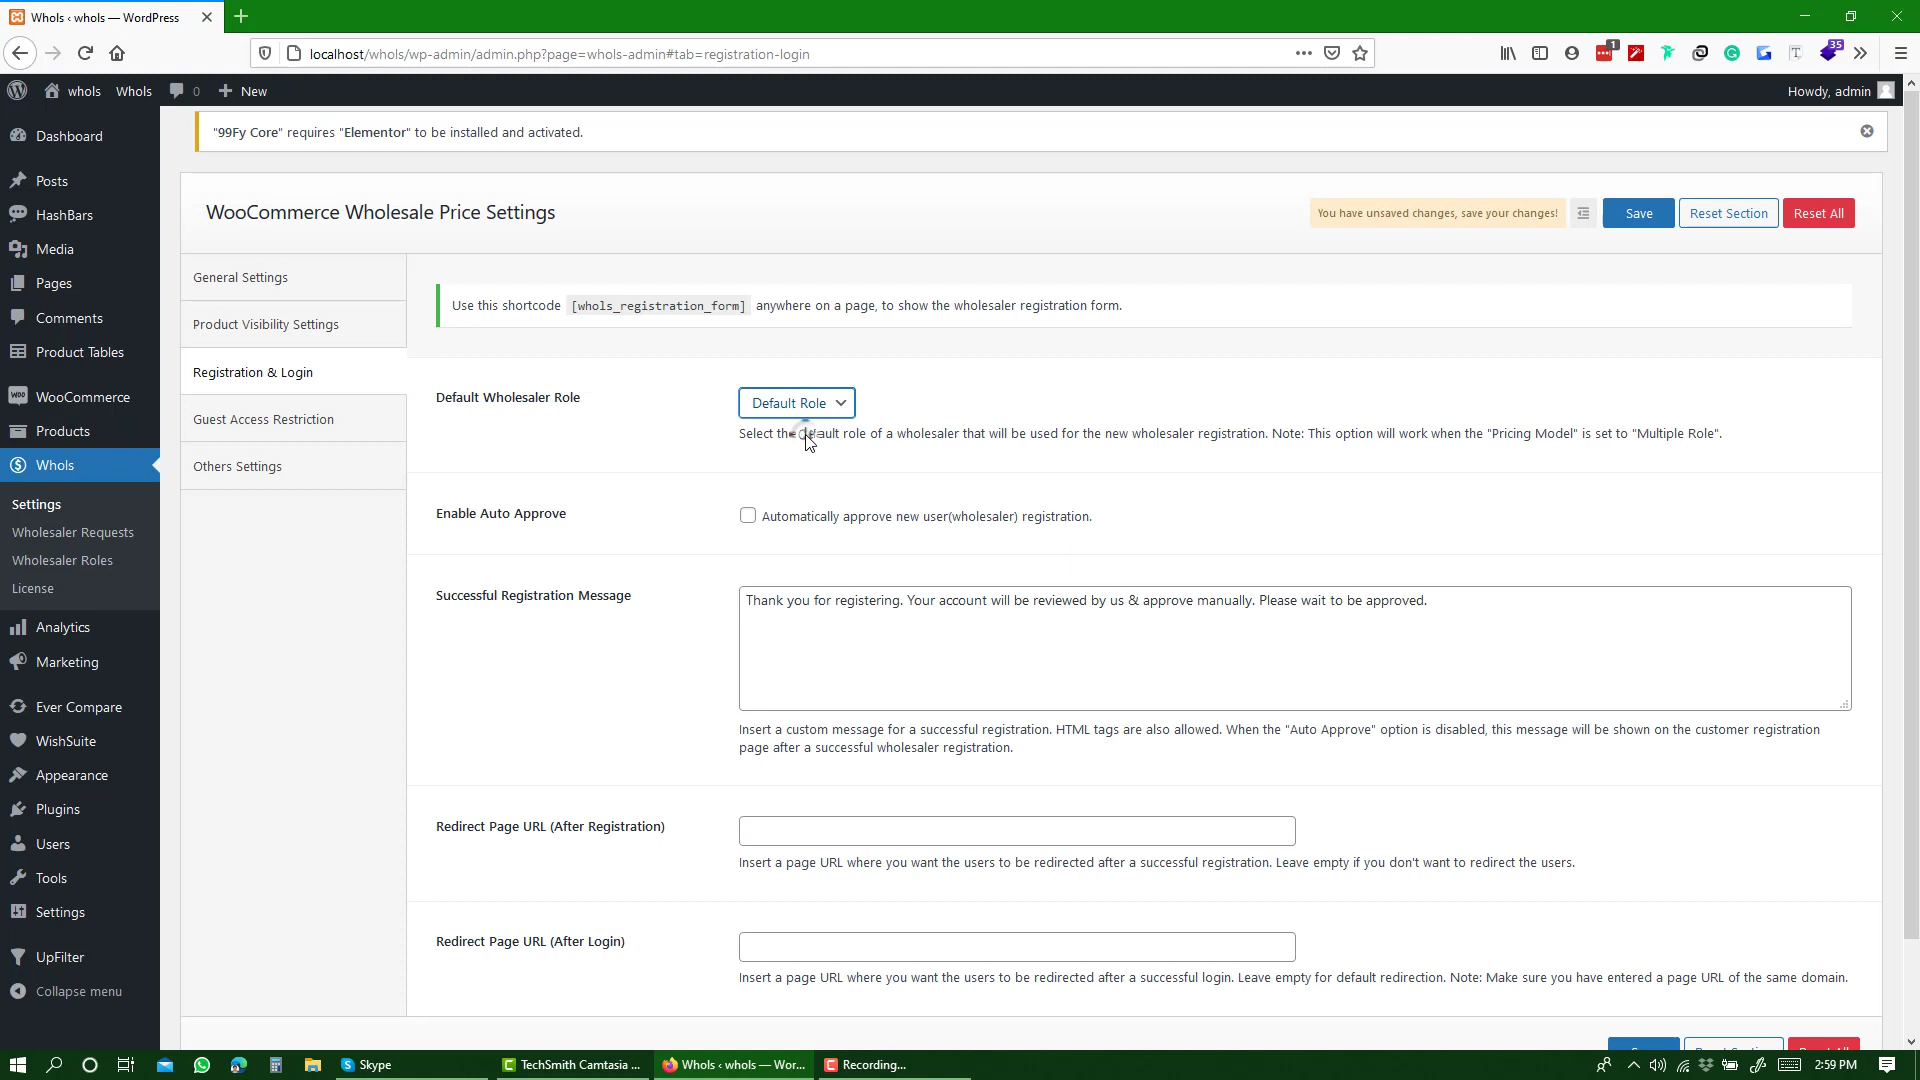 Whols ‹ whols — WordPress
localhost/whols/wp-admin/admin.php?page=whols-admin#tab=registration-login
1
35
whols
Whols
0
New
Howdy, admin
Dashboard
Posts
HashBars
Media
Pages
Comments
Product Tables
WooCommerce
Products
Whols
Settings
Wholesaler Requests
Wholesaler Roles
License
Analytics
Marketing
Ever Compare
WishSuite
Appearance
Plugins
Users
Tools
Settings
UpFilter
Collapse menu
"99Fy Core" requires "Elementor" to be installed and activated.
WooCommerce Wholesale Price Settings
You have unsaved changes, save your changes!
Save
Reset Section
Reset All
General Settings
Product Visibility Settings
Registration & Login
Guest Access Restriction
Others Settings
Use this shortcode [whols_registration_form] anywhere on a page, to show the wholesaler registration form.
Default Wholesaler Role
Default Role
Select the default role of a wholesaler that will be used for the new wholesaler registration. Note: This option will work when the "Pricing Model" is set to "Multiple Role".
Enable Auto Approve
Automatically approve new user(wholesaler) registration.
Successful Registration Message
Thank you for registering. Your account will be reviewed by us & approve manually. Please wait to be approved.
Insert a custom message for a successful registration. HTML tags are also allowed. When the "Auto Approve" option is disabled, this message will be shown on the customer registration
page after a successful wholesaler registration.
Redirect Page URL (After Registration)
Insert a page URL where you want the users to be redirected after a successful registration. Leave empty if you don't want to redirect the users.
Redirect Page URL (After Login)
Insert a page URL where you want the users to be redirected after a successful login. Leave empty for default redirection. Note: Make sure you have entered a page URL of the same domain.
Skype
TechSmith Camtasia ...
Whols ‹ whols — Wor...
Recording...
2:59 PM